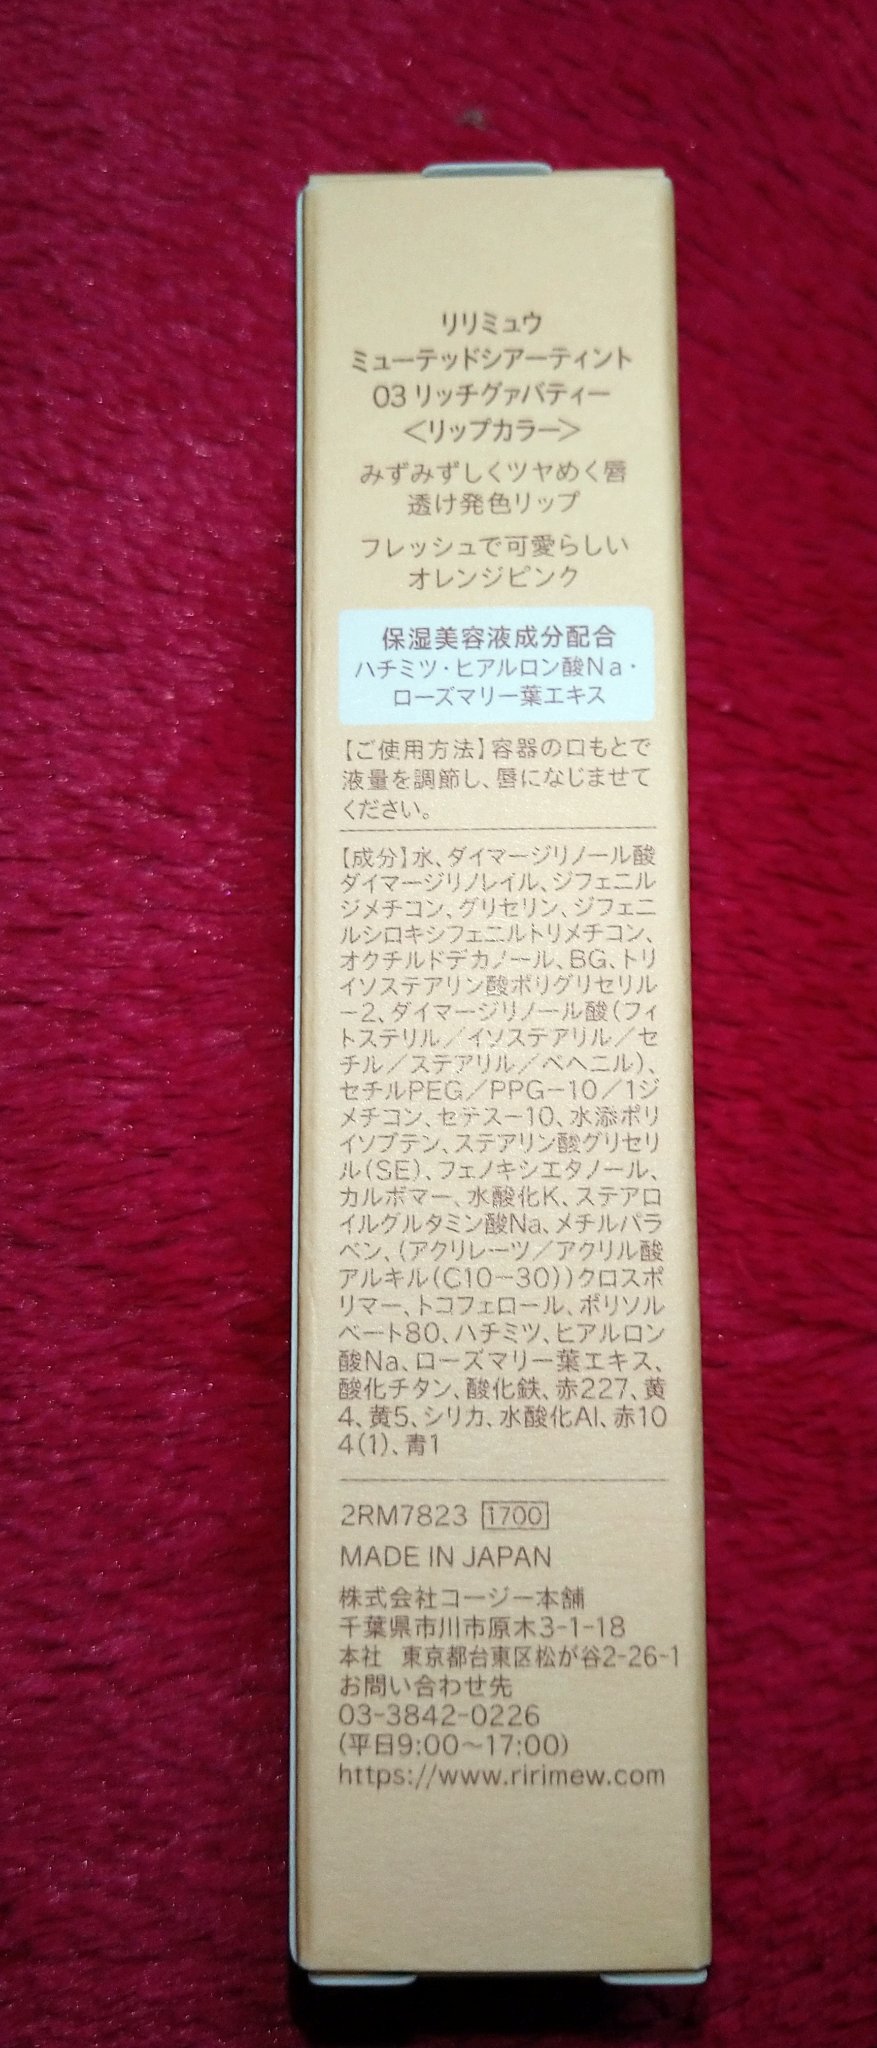 リリミュウ
ミューテッドシアーティント
03 リッチグァバティー
＜リップカラー＞
みずみずしくツヤめく唇
透け発色リップ
フレッシュで可愛らしい
オレンジピンク
保湿美容液成分配合
ハチミツ・ヒアルロン酸Na・
ローズマリー葉エキス
【ご使用方法】容器の口もとで
液量を調節し、唇になじませて
ください。
【成分】水、ダイマージリノール酸
ダイマージリノレイル、ジフェニル
ジメチコン、グリセリン、ジフェニ
ルシロキシフェニルトリメチコン、
オクチルドデカノール、BG、トリ
イソステアリン酸ポリグリセリル
－2、ダイマージリノール酸（フィ
トステリル／イソステアリル／セ
チル／ステアリル／ベヘニル）、
セチルPEG／PPG－10／1ジ
メチコン、セテス－10、水添ポリ
イソブテン、ステアリン酸グリセリ
ル（SE）、フェノキシエタノール、
カルボマー、水酸化K、ステアロ
イルグルタミン酸Na、メチルパラ
ベン、（アクリレーツ／アクリル酸
アルキル（C10－30））クロスポ
リマー、トコフェロール、ポリソル
ベート80、ハチミツ、ヒアルロン
酸Na、ローズマリー葉エキス、
酸化チタン、酸化鉄、赤227、黄
4、黄5、シリカ、水酸化Al、赤10
4（1）、青1
2RM7823 1700
MADE IN JAPAN
株式会社コージー本舗
千葉県市川市原木3-1-18
本社 東京都台東区松が谷2-26-1
お問い合わせ先
03-3842-0226
（平日9:00～17:00）
https://www.ririmew.com